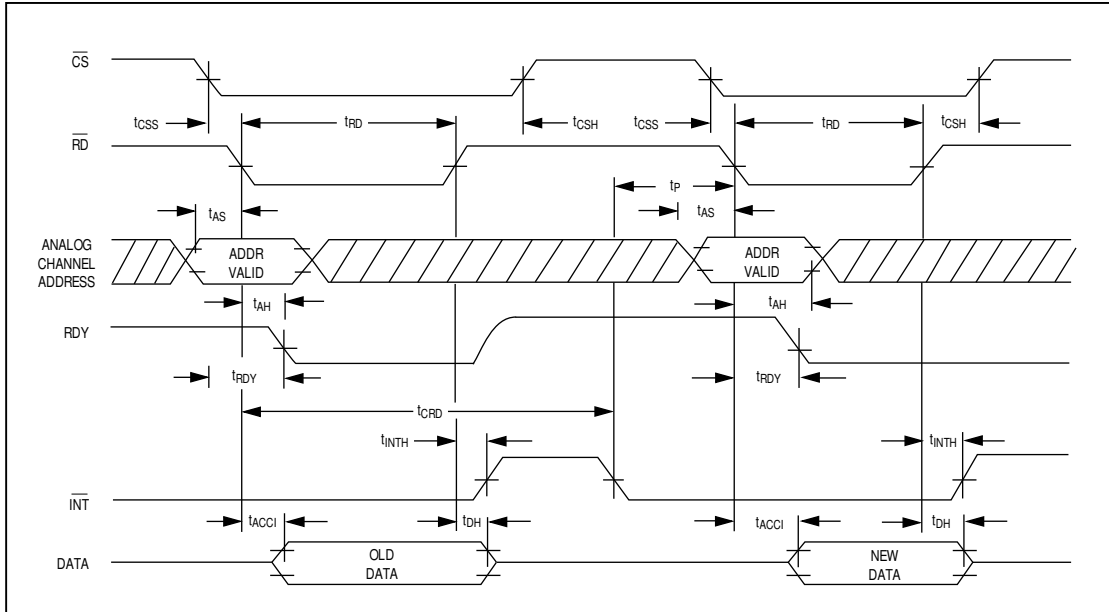 CS
tCSS tRD tCSH tCSS tRD tCSH
RD
tP
tAS tAS
ANALOG
CHANNEL
ADDRESS
ADDR
VALID
ADDR
VALID
tAH tAH
RDY
tRDY tRDY
tCRD
tINTH tINTH
INT
tACCI tDH tACCI tDH
DATA
OLD
DATA
NEW
DATA